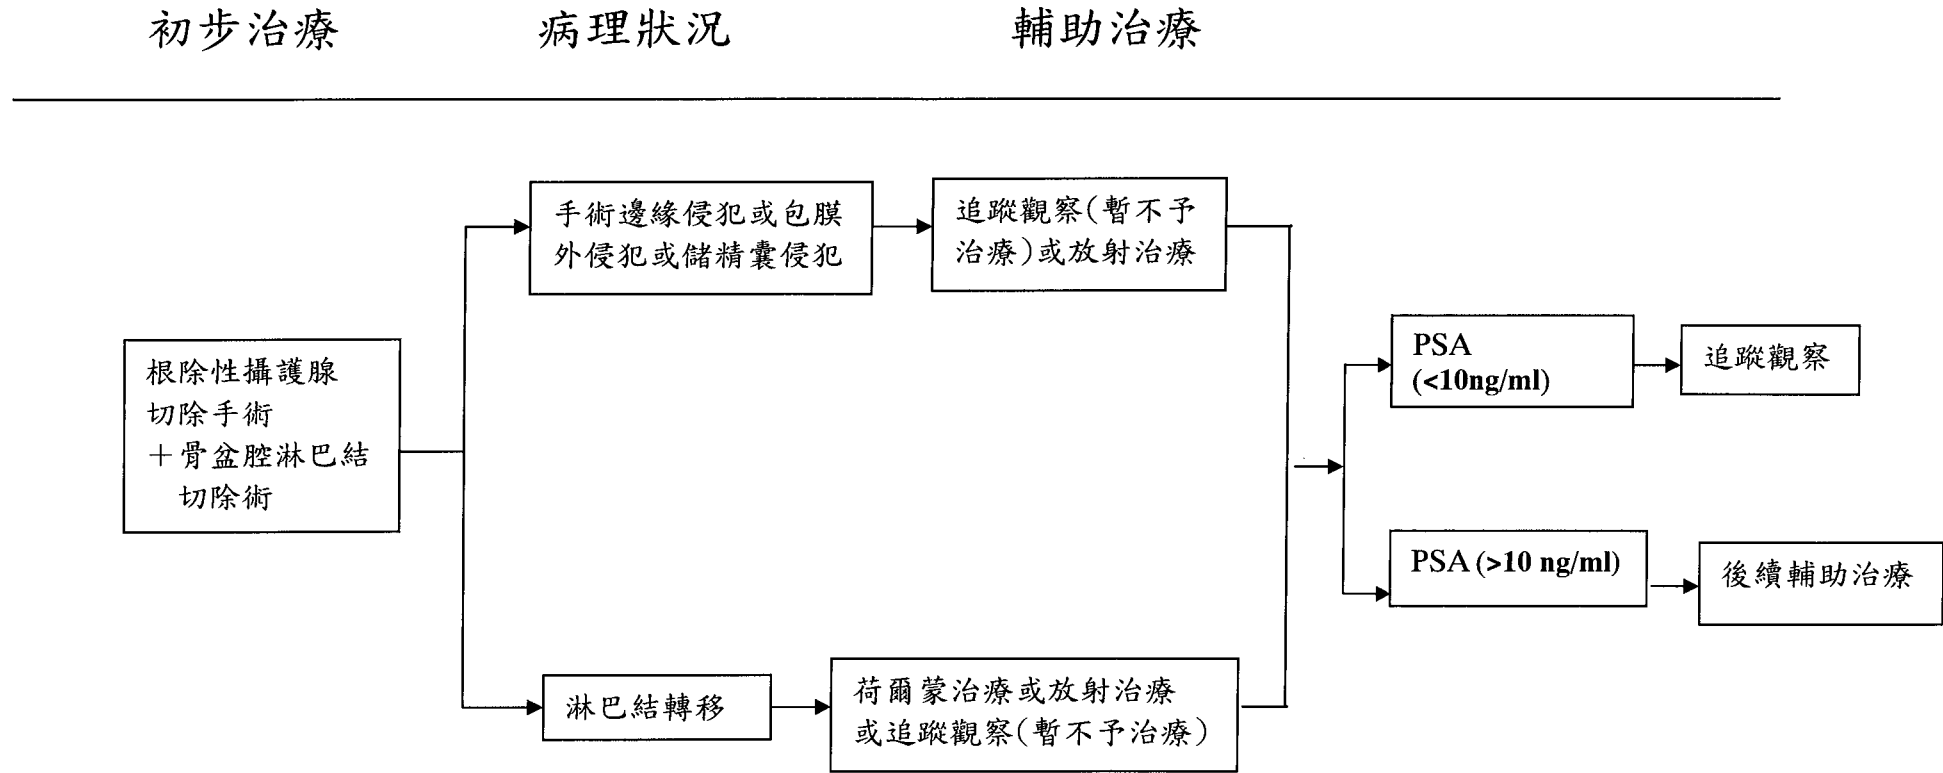 初步治療
病理狀況
輔助治療
手術邊緣侵犯或包膜
外侵犯或儲精囊侵犯
追蹤觀察(暫不予
治療)或放射治療
根除性攝護腺
切除手術
＋骨盆腔淋巴結
切除術
PSA
(<10ng/ml)
追蹤觀察
PSA (>10 ng/ml)
後續輔助治療
淋巴結轉移
荷爾蒙治療或放射治療
或追蹤觀察(暫不予治療)